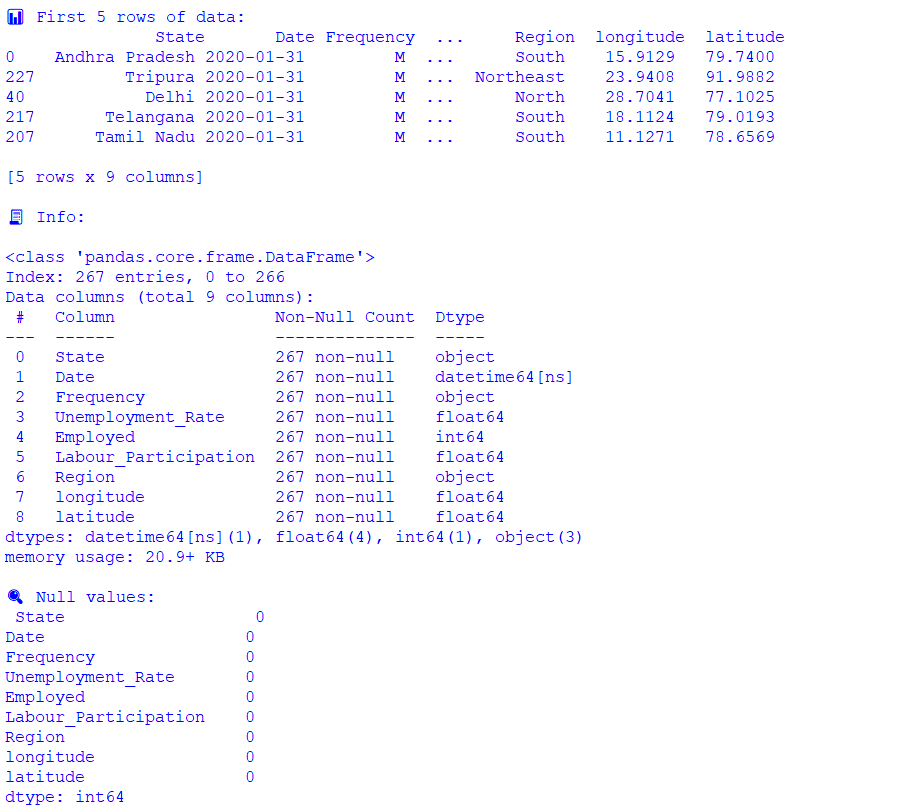 📊 First 5 rows of data:
               State       Date Frequency  ...     Region  longitude  latitude
0    Andhra Pradesh 2020-01-31         M  ...      South    15.9129   79.7400
227         Tripura 2020-01-31         M  ...  Northeast    23.9408   91.9882
40            Delhi 2020-01-31         M  ...      North    28.7041   77.1025
217       Telangana 2020-01-31         M  ...      South    18.1124   79.0193
207      Tamil Nadu 2020-01-31         M  ...      South    11.1271   78.6569
[5 rows x 9 columns]
🧾 Info:
<class 'pandas.core.frame.DataFrame'>
Index: 267 entries, 0 to 266
Data columns (total 9 columns):
 #   Column                Non-Null Count  Dtype
---  ------                --------------  -----
 0   State                 267 non-null    object
 1   Date                  267 non-null    datetime64[ns]
 2   Frequency             267 non-null    object
 3   Unemployment_Rate     267 non-null    float64
 4   Employed              267 non-null    int64
 5   Labour_Participation  267 non-null    float64
 6   Region                267 non-null    object
 7   longitude             267 non-null    float64
 8   latitude              267 non-null    float64
dtypes: datetime64[ns](1), float64(4), int64(1), object(3)
memory usage: 20.9+ KB
🔍 Null values:
 State                   0
Date                    0
Frequency               0
Unemployment_Rate       0
Employed                0
Labour_Participation    0
Region                  0
longitude               0
latitude                0
dtype: int64